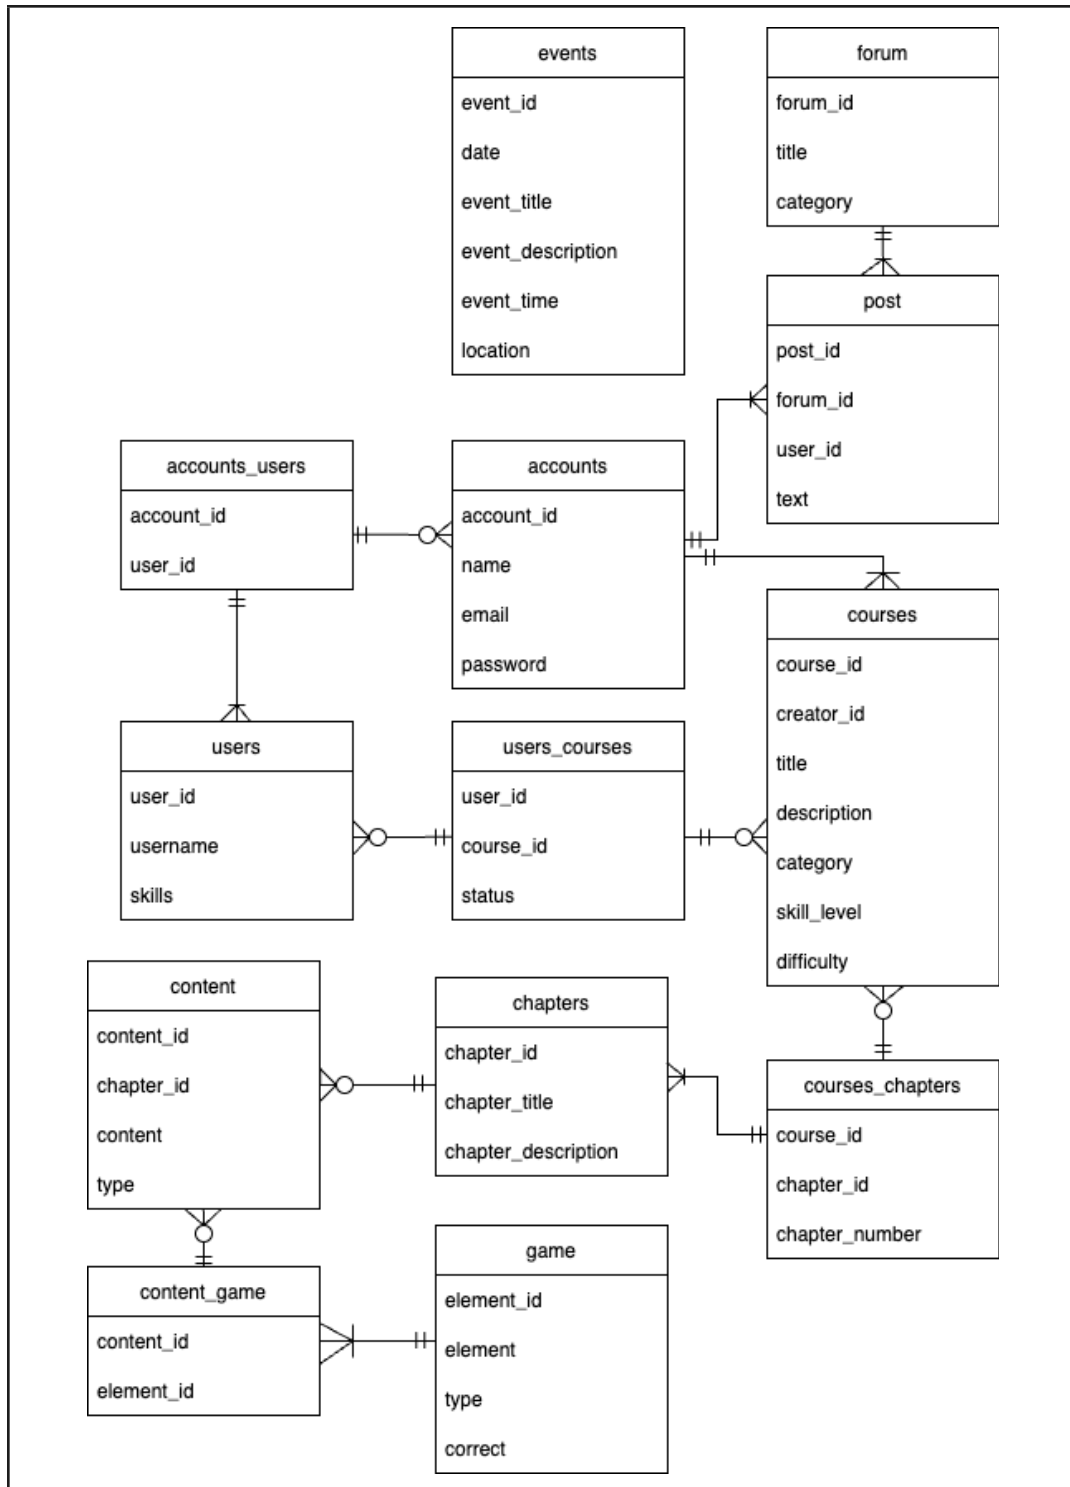 events
event_id
date
event_title
event_description
event_time
location
forum
forum_id
title
category
post
post_id
forum_id
user_id
text
accounts_users
account_id
user_id
accounts
account_id
name
email
password
courses
course_id
creator_id
title
description
category
skill_level
difficulty
users
user_id
username
skills
users_courses
user_id
course_id
status
content
content_id
chapter_id
content
type
chapters
chapter_id
chapter_title
chapter_description
courses_chapters
course_id
chapter_id
chapter_number
content_game
content_id
element_id
game
element_id
element
type
correct